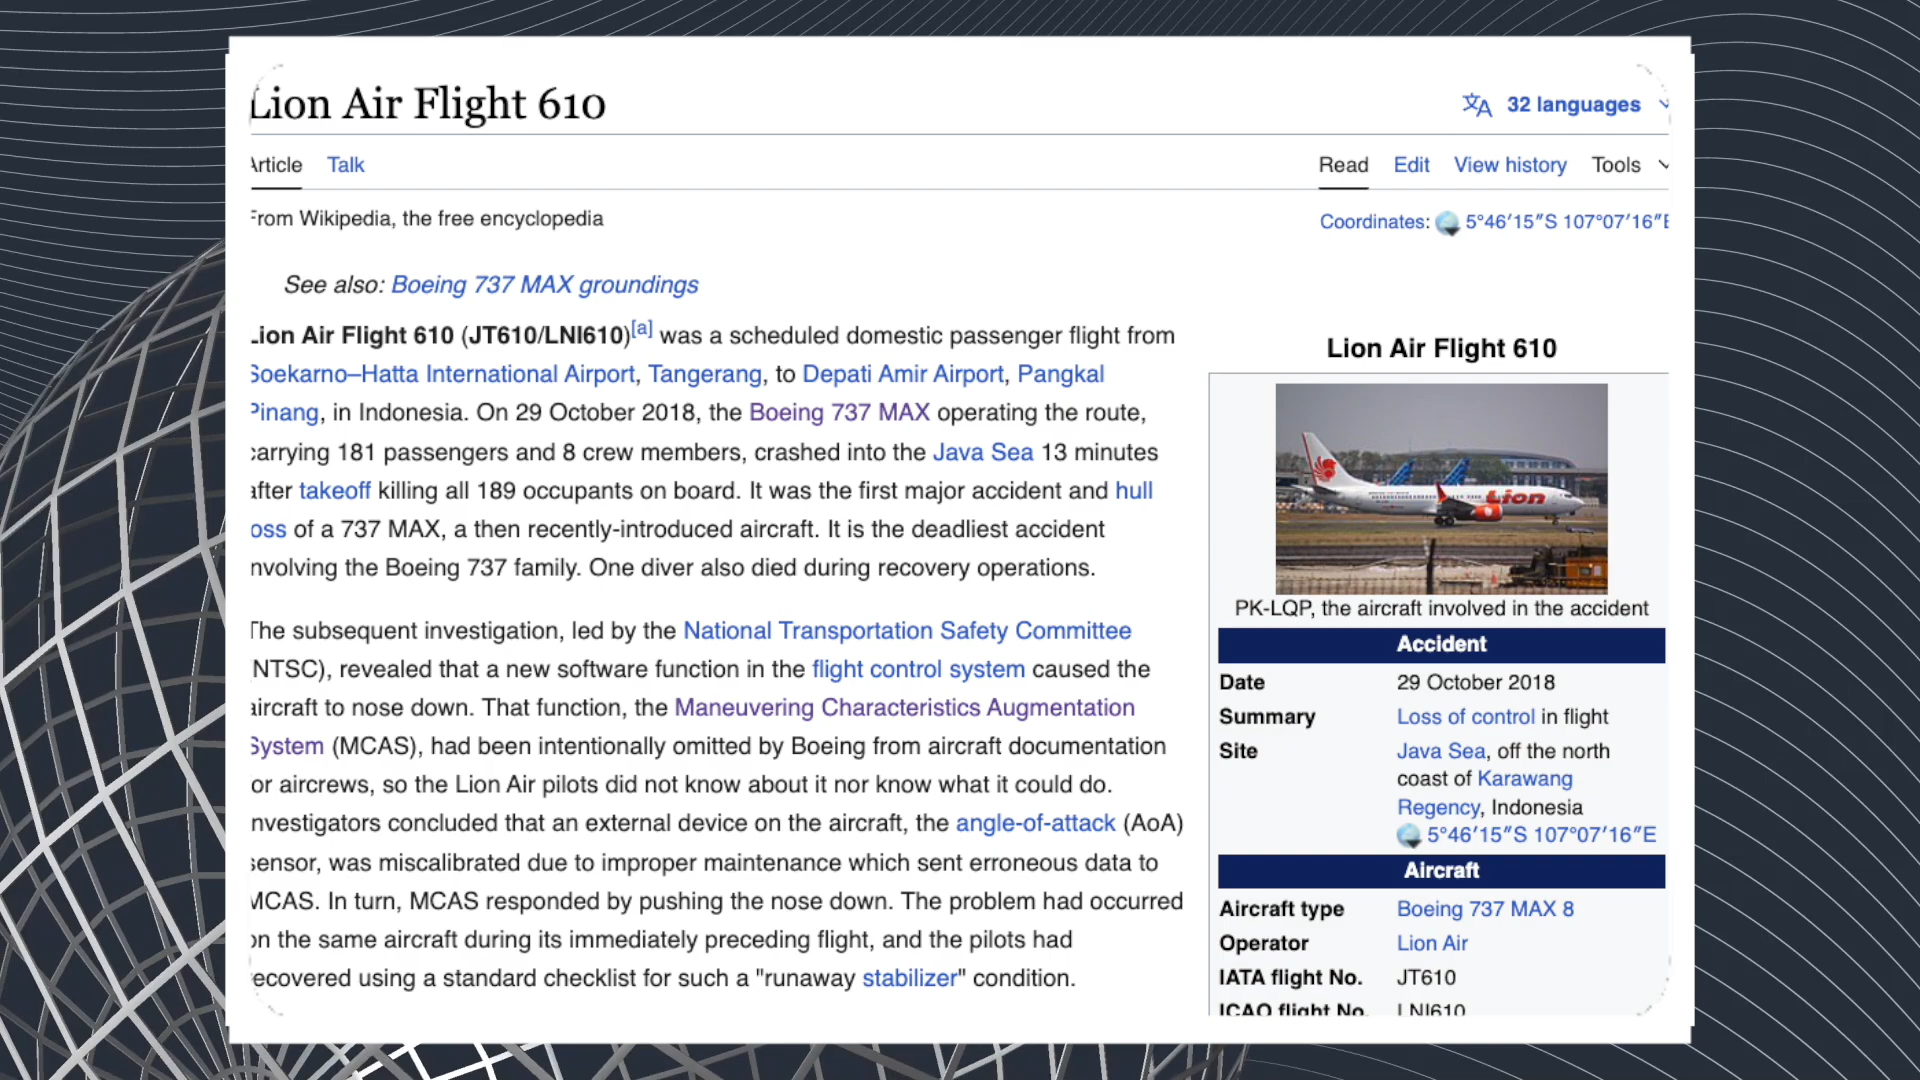 Lion Air Flight 610
32 languages
Article Talk
Read Edit View history Tools
From Wikipedia, the free encyclopedia
Coordinates: 5°46′15″S 107°07′16″E
See also: Boeing 737 MAX groundings
Lion Air Flight 610 (JT610/LNI610)[a] was a scheduled domestic passenger flight from
Soekarno–Hatta International Airport, Tangerang, to Depati Amir Airport, Pangkal
Pinang, in Indonesia. On 29 October 2018, the Boeing 737 MAX operating the route,
carrying 181 passengers and 8 crew members, crashed into the Java Sea 13 minutes
after takeoff killing all 189 occupants on board. It was the first major accident and hull
oss of a 737 MAX, a then recently-introduced aircraft. It is the deadliest accident
nvolving the Boeing 737 family. One diver also died during recovery operations.
The subsequent investigation, led by the National Transportation Safety Committee
NTSC), revealed that a new software function in the flight control system caused the
aircraft to nose down. That function, the Maneuvering Characteristics Augmentation
System (MCAS), had been intentionally omitted by Boeing from aircraft documentation
or aircrews, so the Lion Air pilots did not know about it nor know what it could do.
nvestigators concluded that an external device on the aircraft, the angle-of-attack (AoA)
sensor, was miscalibrated due to improper maintenance which sent erroneous data to
MCAS. In turn, MCAS responded by pushing the nose down. The problem had occurred
on the same aircraft during its immediately preceding flight, and the pilots had
ecovered using a standard checklist for such a "runaway stabilizer" condition.
Lion Air Flight 610
Lion
PK-LQP, the aircraft involved in the accident
Accident
Date 29 October 2018
Summary Loss of control in flight
Site Java Sea, off the north
coast of Karawang
Regency, Indonesia
5°46′15″S 107°07′16″E
Aircraft
Aircraft type Boeing 737 MAX 8
Operator Lion Air
IATA flight No. JT610
ICAO flight No. LNI610